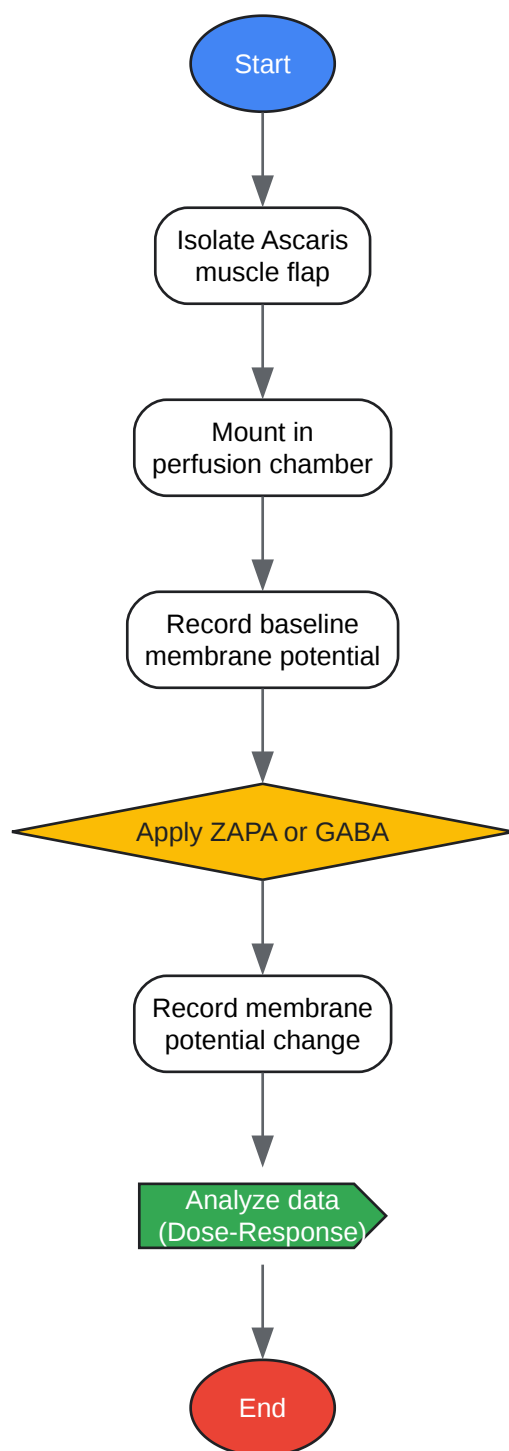 Start
Isolate Ascaris
muscle flap
Mount in
perfusion chamber
Record baseline
membrane potential
Apply ZAPA or GABA
Record membrane
potential change
Analyze data
(Dose-Response)
End